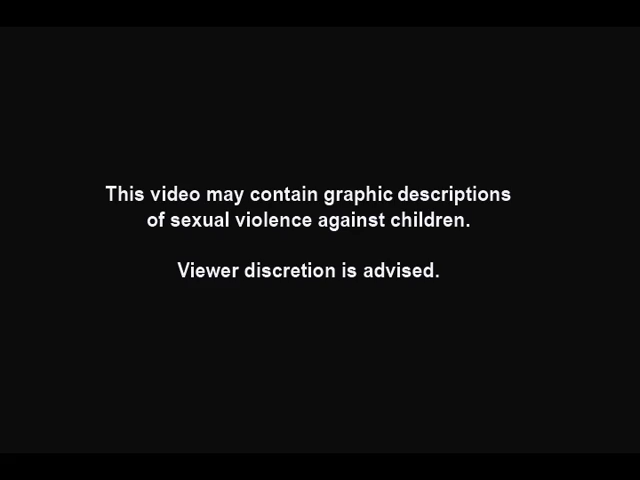 This video may contain graphic descriptions
of sexual violence against children.
Viewer discretion is advised.